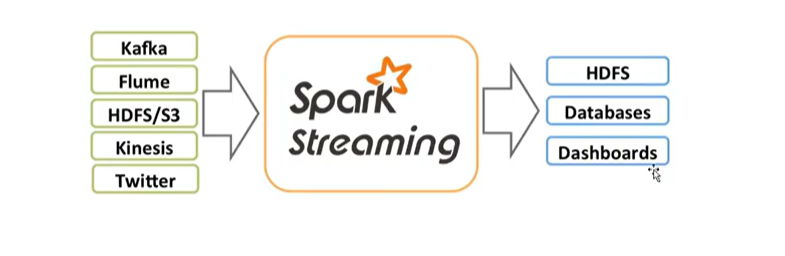 Kafka
Flume
HDFS/S3
Kinesis
Twitter
Spark
Streaming
HDFS
Databases
Dashboards